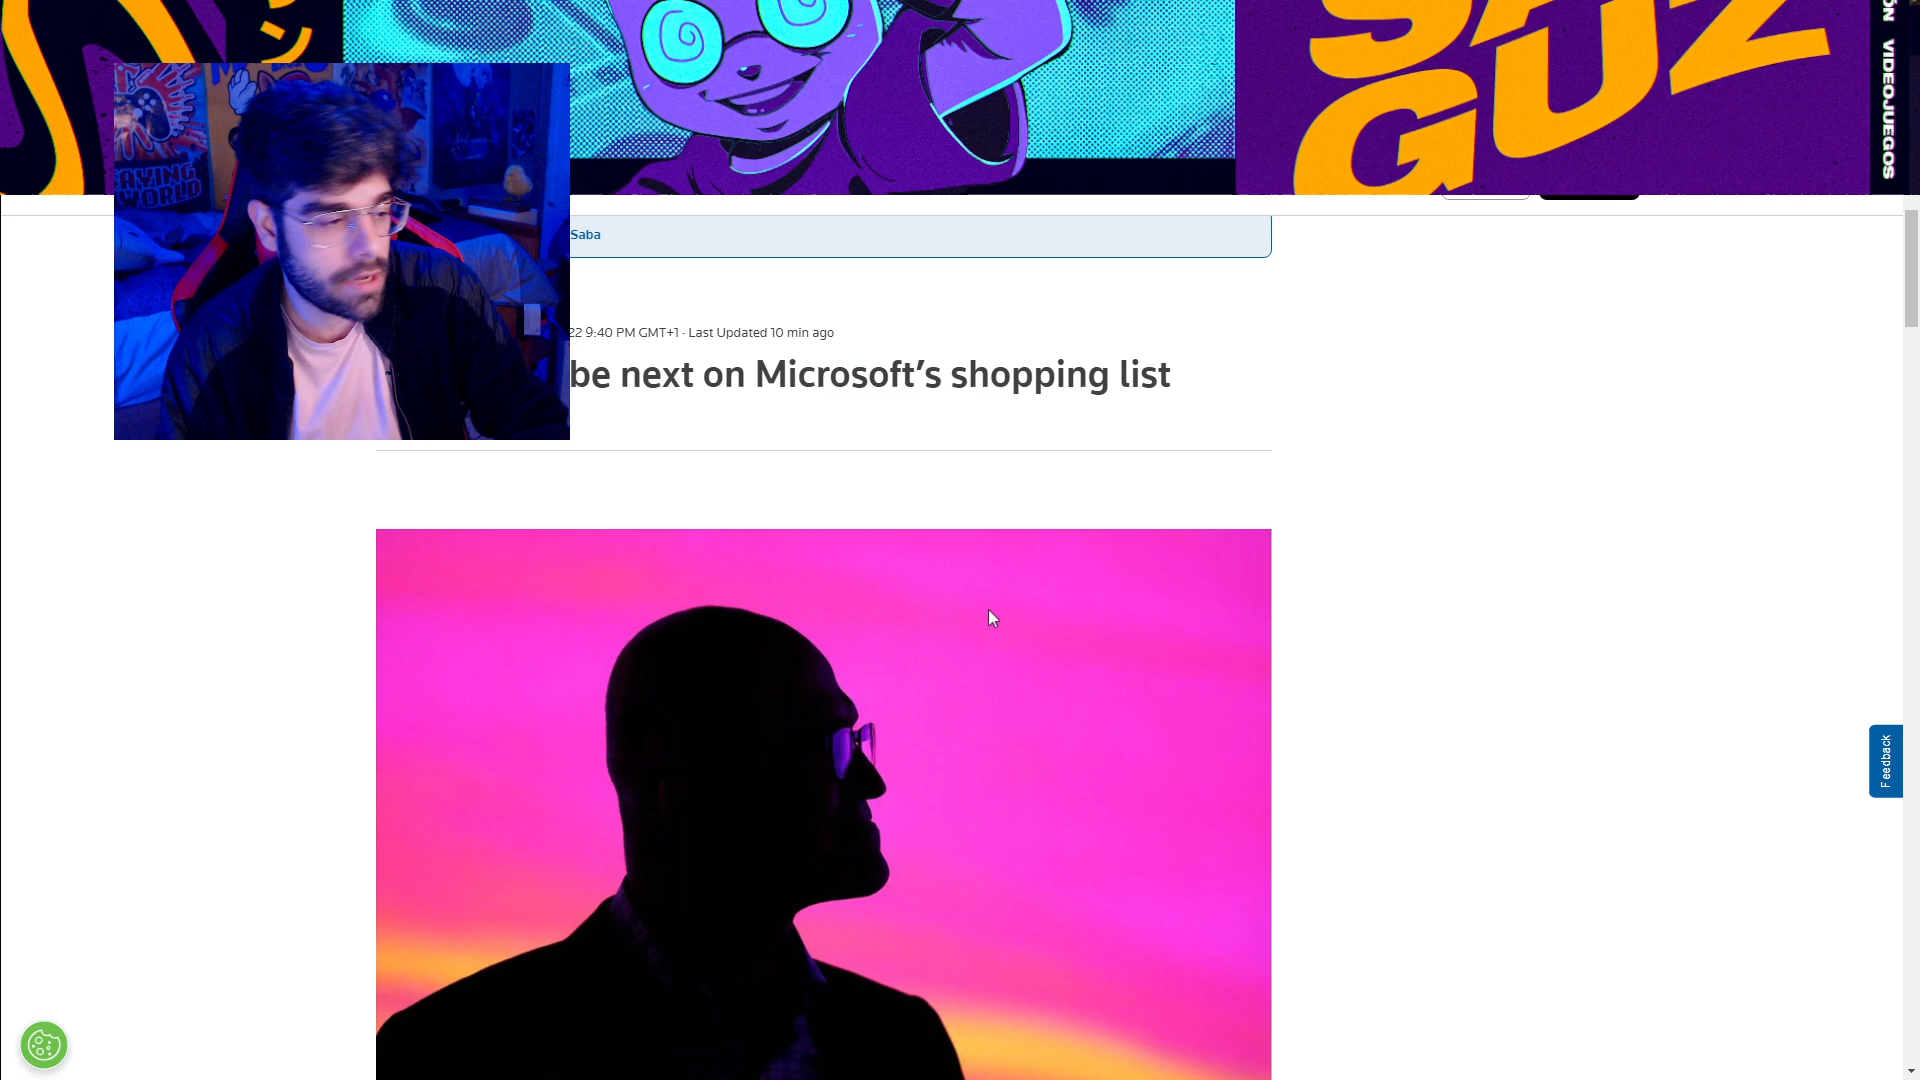 ÓN VIDEOJUEGOS
GUZ
Saba
22 9:40 PM GMT+1 · Last Updated 10 min ago
be next on Microsoft's shopping list
Feedback